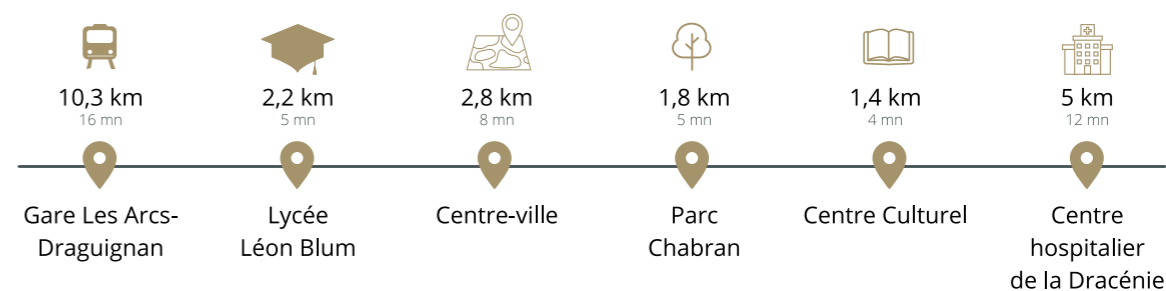 10,3 km
16 mn
2,2 km
5 mn
2,8 km
8 mn
1,8 km
5 mn
1,4 km
4 mn
5 km
12 mn
Gare Les Arcs-
Draguignan
Lycée
Léon Blum
Centre-ville
Parc
Chabran
Centre Culturel
Centre
hospitalier
de la Dracénie